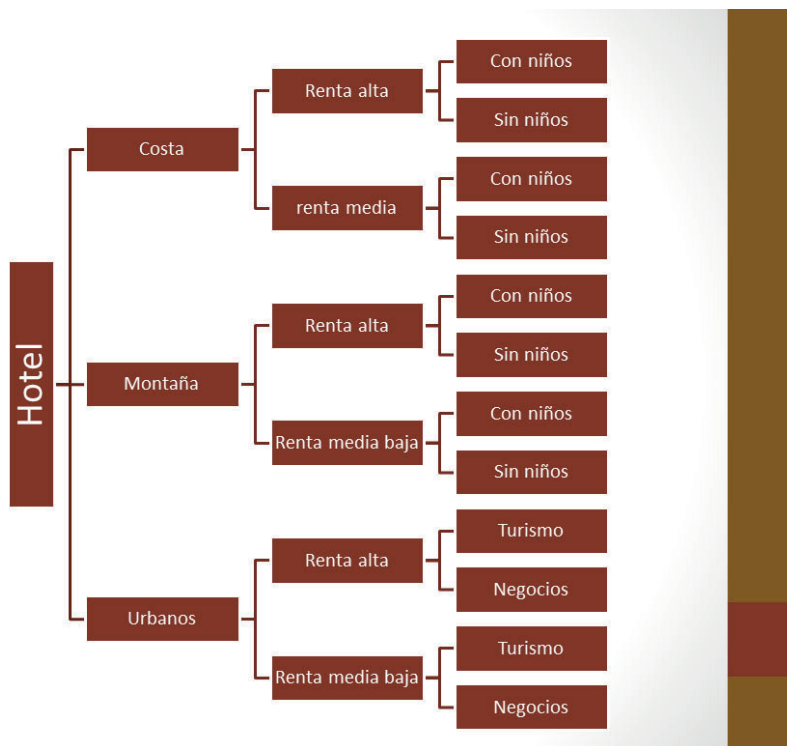 Hotel
Costa
Renta alta
Con niños
Sin niños
renta media
Con niños
Sin niños
Montaña
Renta alta
Con niños
Sin niños
Renta media baja
Con niños
Sin niños
Urbanos
Renta alta
Turismo
Negocios
Renta media baja
Turismo
Negocios